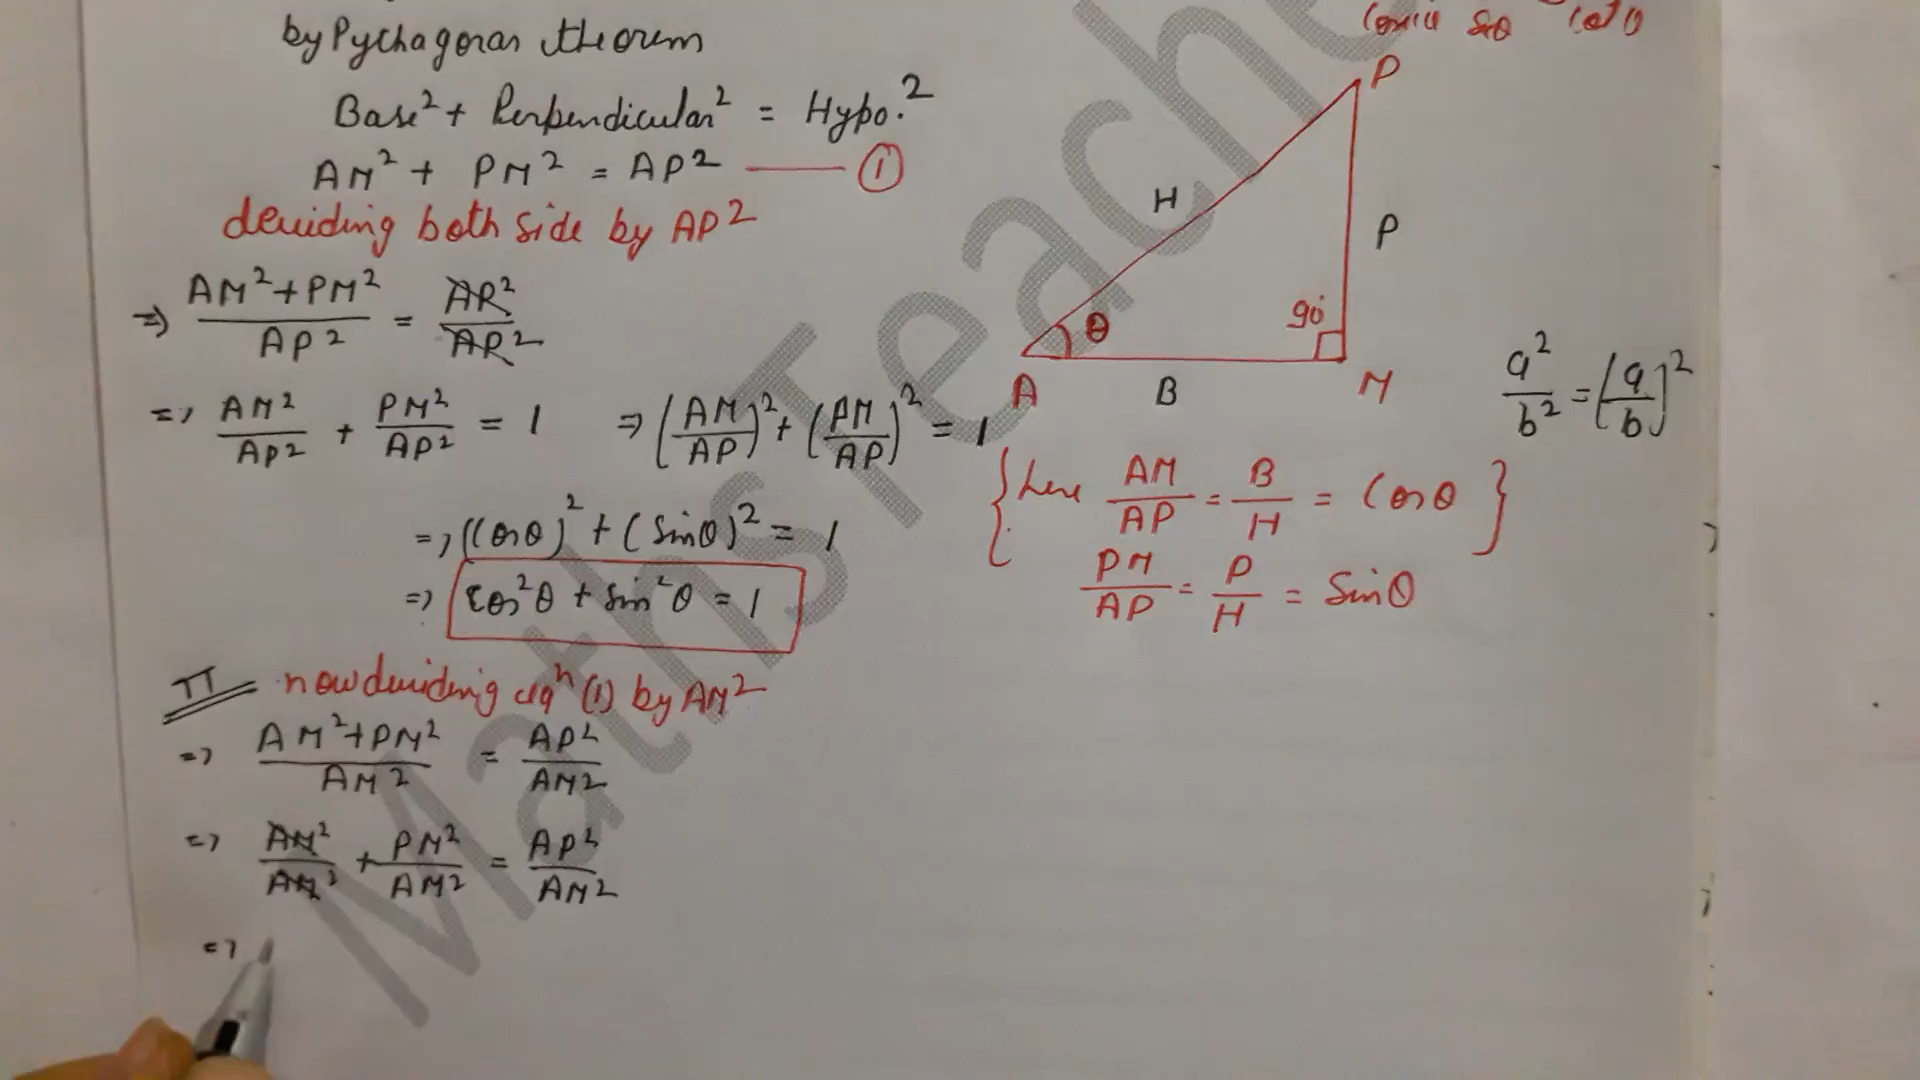 by Pythagoras theorem
Base² + Perpendicular² = Hypo.²
AM² + PM² = AP² —— ①
deviding both side by AP²
=> (AM² + PM²)/AP² = AP²/AP²
=> AM²/AP² + PM²/AP² = 1 => (AM/AP)² + (PM/AP)² = 1
=> (Cosθ)² + (Sinθ)² = 1
=> Cos²θ + Sin²θ = 1
P
H
P
90°
θ
A B M
a²/b² = (a/b)²
{here AM/AP = B/H = Cosθ}
PM/AP = P/H = Sinθ
II now deviding eqⁿ (1) by AM²
=> (AM² + PM²)/AM² = AP²/AM²
=> AM²/AM² + PM²/AM² = AP²/AM²
=>
Maths Teache